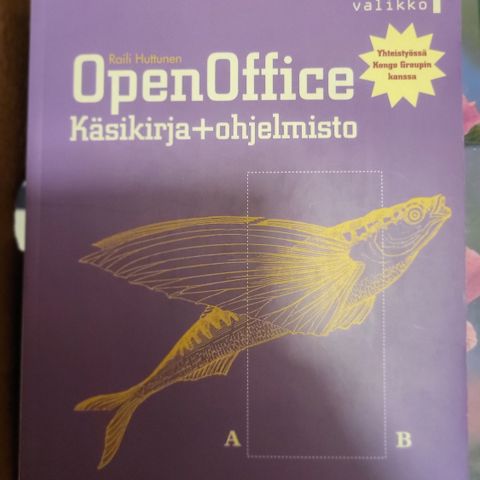 valikko
Raili Huttunen
OpenOffice
Käsikirja+ohjelmisto
Yhteistyössä
Kongo Groupin
kanssa
A
B